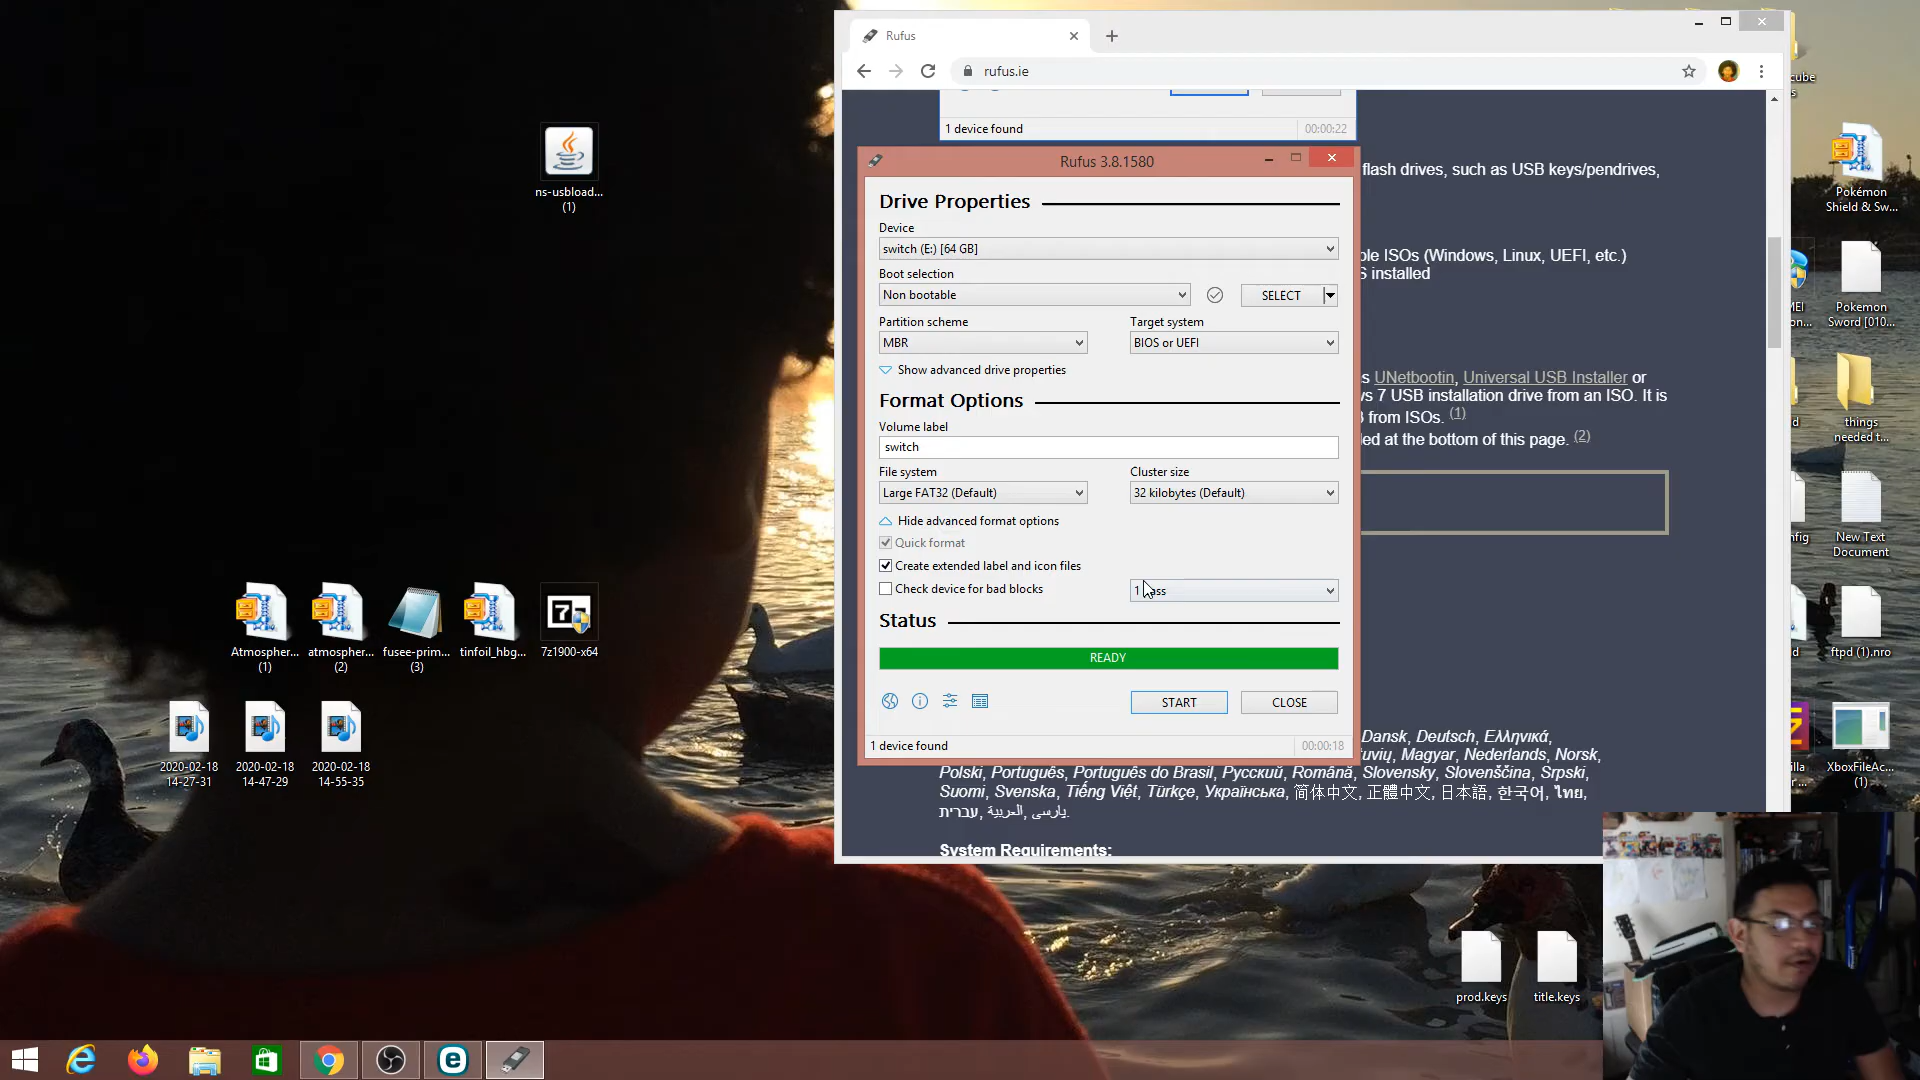 Rufus
rufus.ie
1 device found
00:00:22
Rufus 3.8.1580
Drive Properties
Device
switch (E:) [64 GB]
Boot selection
Non bootable
SELECT
Partition scheme
Target system
MBR
BIOS or UEFI
Show advanced drive properties
Format Options
Volume label
switch
File system
Cluster size
Large FAT32 (Default)
32 kilobytes (Default)
Hide advanced format options
Quick format
Create extended label and icon files
Check device for bad blocks
Status
READY
START
CLOSE
1 device found
00:00:18
flash drives, such as USB keys/pendrives,
ISOs (Windows, Linux, UEFI, etc.)
installed
UNetbootin, Universal USB Installer or
7 USB installation drive from an ISO. It is
from ISOs. (1)
at the bottom of this page. (2)
Dansk, Deutsch, Ελληνικά,
Magyar, Nederlands, Norsk,
Polski, Português, Português do Brasil, Русский, Română, Slovensky, Slovenščina, Srpski,
Suomi, Svenska, Tiếng Việt, Türkçe, Українська, 简体中文, 正體中文, 日本語, 한국어, ไทย,
עברית, العربية, پارسی.
System Requirements:
ns-usbload...
(1)
Atmospher...
(1)
atmospher...
(2)
fusee-prim...
(3)
tinfoil_hbg...
7z1900-x64
2020-02-18
14-27-31
2020-02-18
14-47-29
2020-02-18
14-55-35
Pokémon
Shield & Sw...
Pokemon
Sword [010...
things
needed t...
New Text
Document
ftpd (1).nro
XboxFileAc...
(1)
prod.keys
title.keys